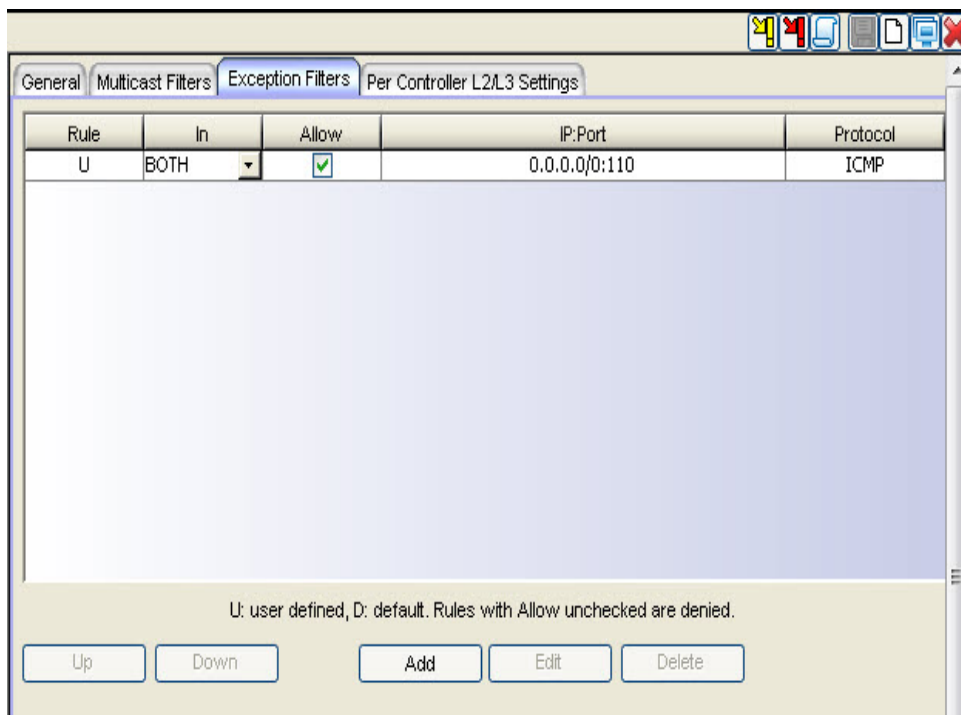 General Multicast Filters Exception Filters Per Controller L2/L3 Settings
Rule In Allow IP:Port Protocol
U BOTH 0.0.0.0/0:110 ICMP
U: user defined, D: default. Rules with Allow unchecked are denied.
Up Down Add Edit Delete